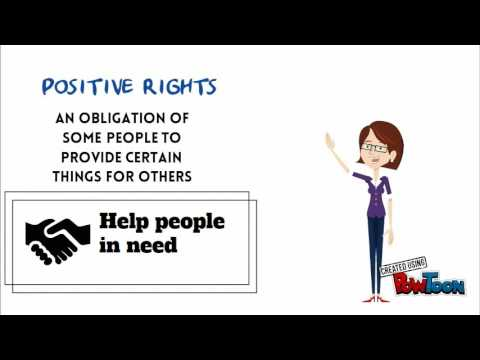 POSITIVE RIGHTS
AN OBLIGATION OF
SOME PEOPLE TO
PROVIDE CERTAIN
THINGS FOR OTHERS
Help people
in need
CREATED USING
POWTOON